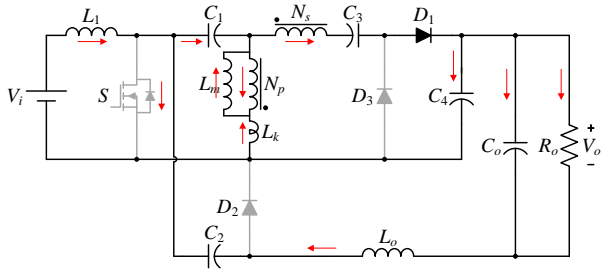 L₁ C₁ Nₛ C₃ D₁
Vᵢ S Lₘ Nₚ D₃ C₄
Lₖ Cₒ Rₒ + Vₒ −
D₂
C₂ Lₒ